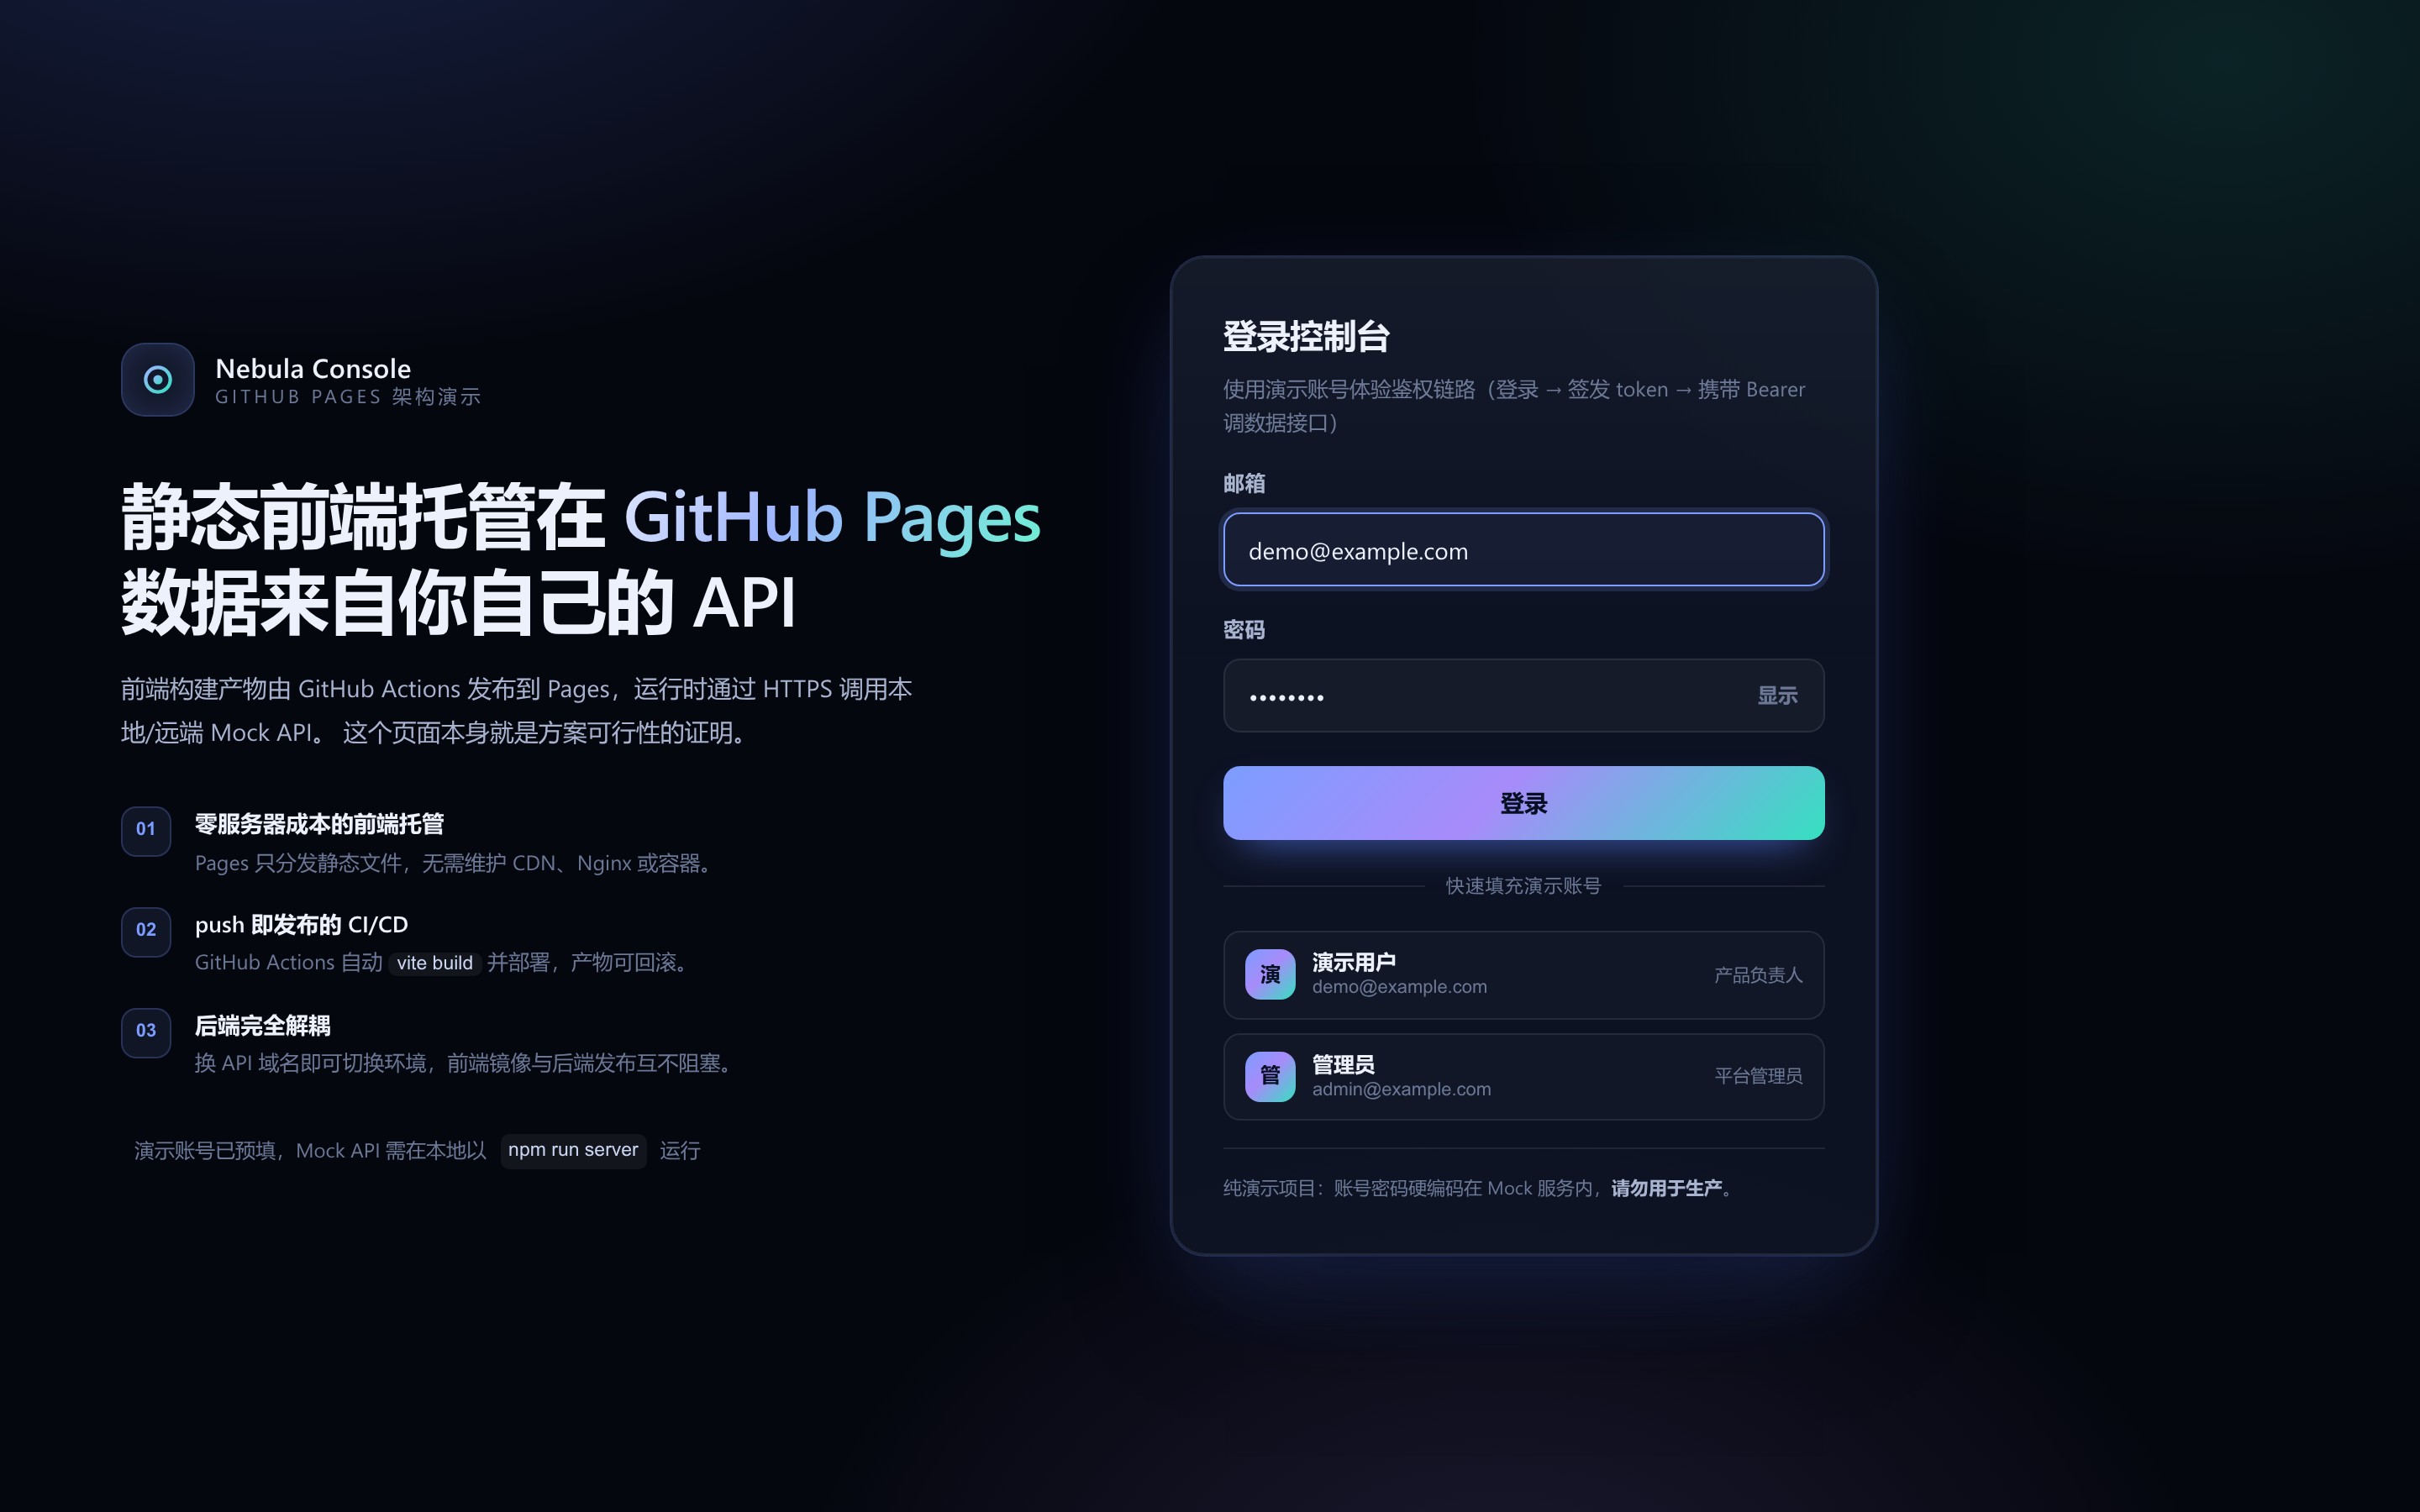 Nebula Console
GITHUB PAGES 架构演示
静态前端托管在 GitHub Pages
数据来自你自己的 API
前端构建产物由 GitHub Actions 发布到 Pages，运行时通过 HTTPS 调用本
地/远端 Mock API。 这个页面本身就是方案可行性的证明。
01
零服务器成本的前端托管
Pages 只分发静态文件，无需维护 CDN、Nginx 或容器。
02
push 即发布的 CI/CD
GitHub Actions 自动 vite build 并部署，产物可回滚。
03
后端完全解耦
换 API 域名即可切换环境，前端镜像与后端发布互不阻塞。
演示账号已预填，Mock API 需在本地以 npm run server 运行
登录控制台
使用演示账号体验鉴权链路（登录 → 签发 token → 携带 Bearer
调数据接口）
邮箱
demo@example.com
密码
••••••••
显示
登录
快速填充演示账号
演
演示用户
demo@example.com
产品负责人
管
管理员
admin@example.com
平台管理员
纯演示项目：账号密码硬编码在 Mock 服务内，请勿用于生产。